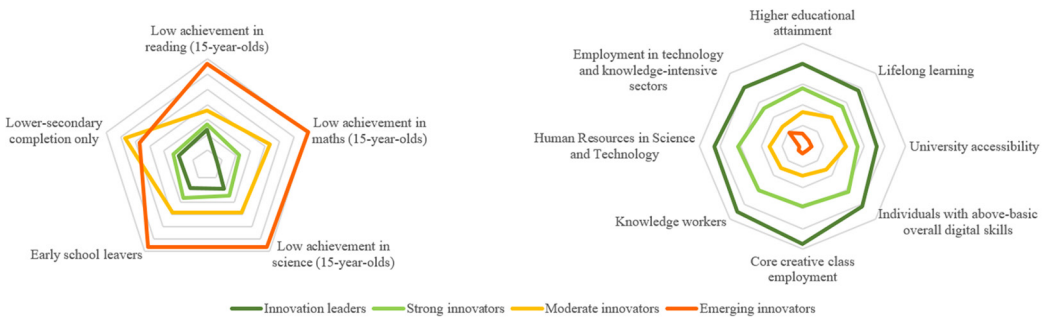 Low achievement in
reading (15-year-olds)
Lower-secondary
completion only
Low achievement in
maths (15-year-olds)
Early school leavers
Low achievement in
science (15-year-olds)
Higher educational
attainment
Employment in technology
and knowledge-intensive
sectors
Lifelong learning
Human Resources in Science
and Technology
University accessibility
Knowledge workers
Individuals with above-basic
overall digital skills
Core creative class
employment
Innovation leaders
Strong innovators
Moderate innovators
Emerging innovators